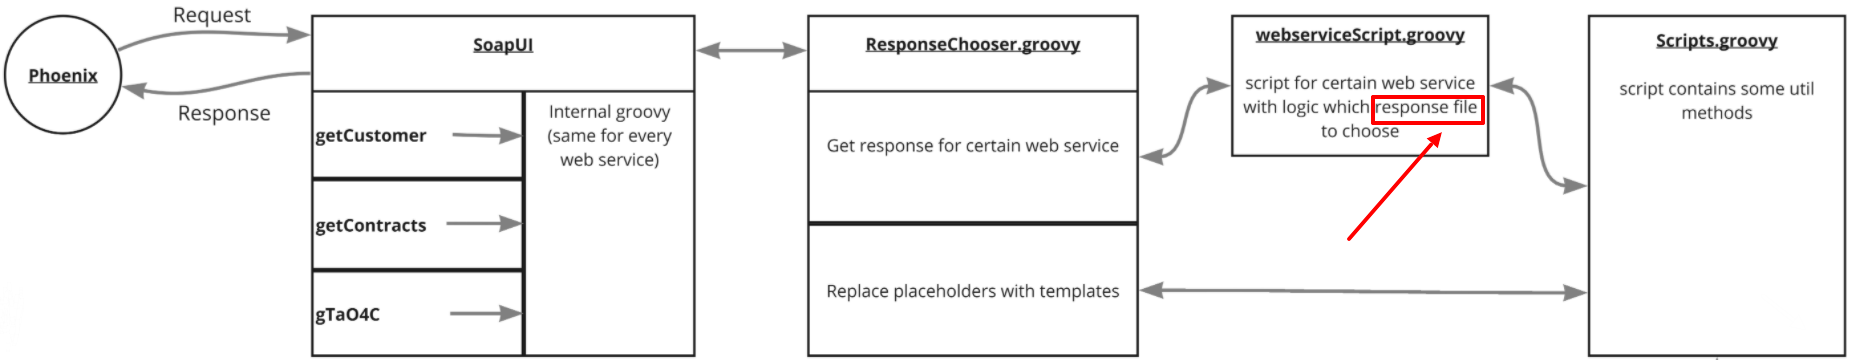 Request
Phoenix
Response
SoapUI
getCustomer
getContracts
gTaO4C
Internal groovy
(same for every
web service)
ResponseChooser.groovy
Get response for certain web service
Replace placeholders with templates
webserviceScript.groovy
script for certain web service
with logic which response file
to choose
Scripts.groovy
script contains some util
methods